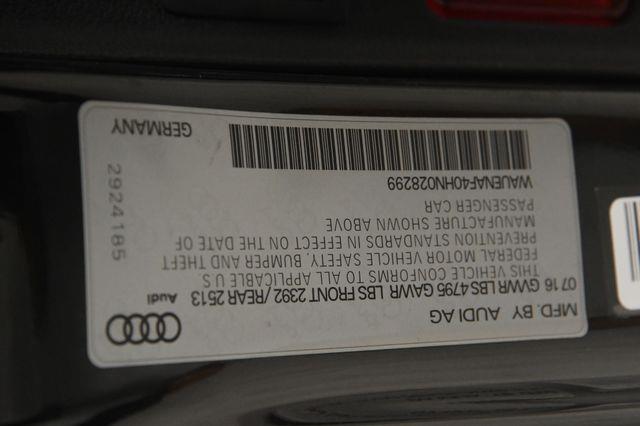 MFD. BY AUDI AG
07 16 GVWR LBS 4795 GAWR LBS FRONT 2392 / REAR 2513
THIS VEHICLE CONFORMS TO ALL APPLICABLE U.S.
FEDERAL MOTOR VEHICLE SAFETY, BUMPER AND THEFT
PREVENTION STANDARDS IN EFFECT ON THE DATE OF
MANUFACTURE SHOWN ABOVE
PASSENGER CAR
WAUENAF40HN028299
Audi
GERMANY
2924185